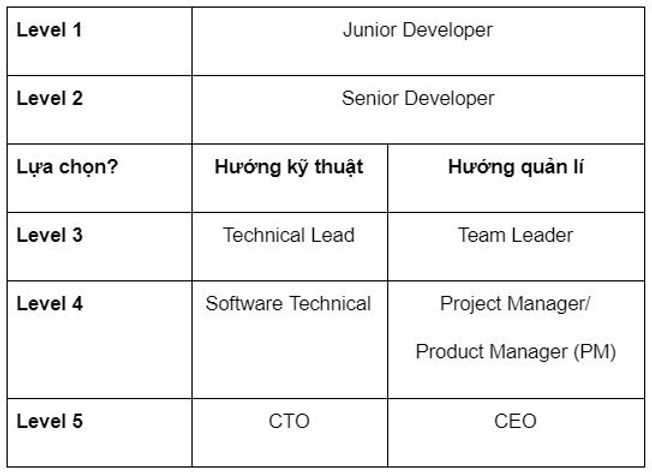 Level 1 Junior Developer
Level 2 Senior Developer
Lựa chọn? Hướng kỹ thuật Hướng quản lí
Level 3 Technical Lead Team Leader
Level 4 Software Technical Project Manager/
Product Manager (PM)
Level 5 CTO CEO